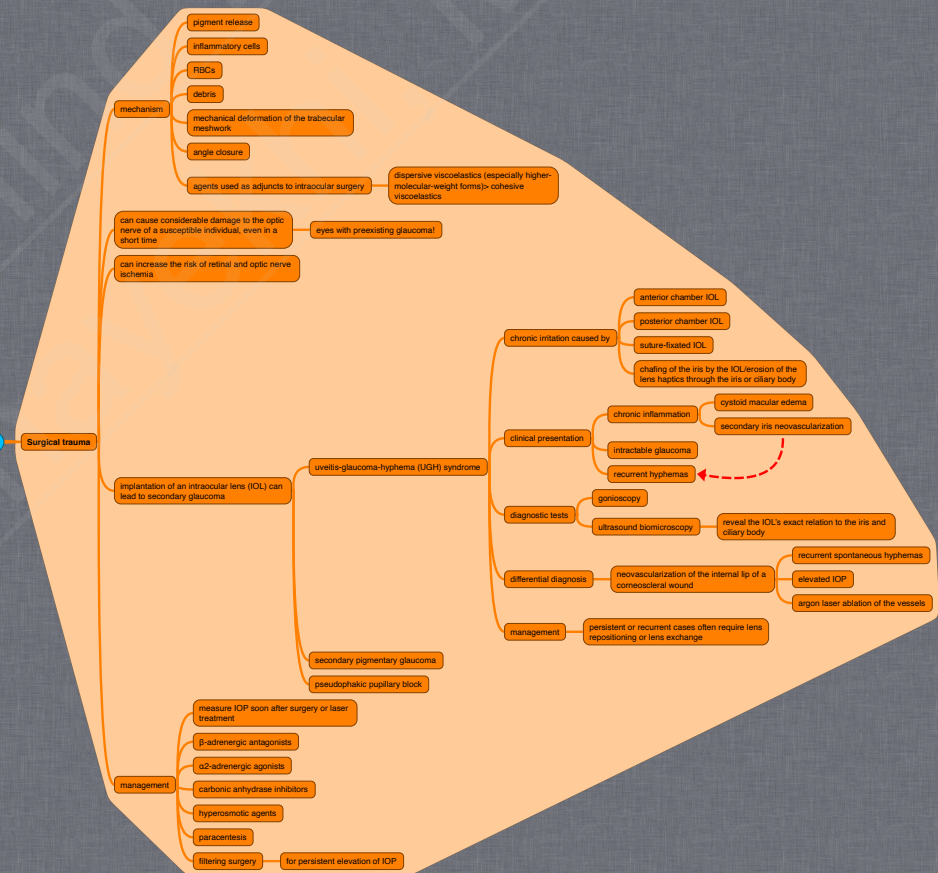 Surgical trauma
mechanism
pigment release
inflammatory cells
RBCs
debris
mechanical deformation of the trabecular
meshwork
angle closure
agents used as adjuncts to intraocular surgery
dispersive viscoelastics (especially higher-
molecular-weight forms)> cohesive
viscoelastics
can cause considerable damage to the optic
nerve of a susceptible individual, even in a
short time
eyes with preexisting glaucoma!
can increase the risk of retinal and optic nerve
ischemia
implantation of an intraocular lens (IOL) can
lead to secondary glaucoma
uveitis-glaucoma-hyphema (UGH) syndrome
chronic irritation caused by
anterior chamber IOL
posterior chamber IOL
suture-fixated IOL
chafing of the iris by the IOL/erosion of the
lens haptics through the iris or ciliary body
clinical presentation
chronic inflammation
cystoid macular edema
secondary iris neovascularization
intractable glaucoma
recurrent hyphemas
diagnostic tests
gonioscopy
ultrasound biomicroscopy
reveal the IOL's exact relation to the iris and
ciliary body
differential diagnosis
neovascularization of the internal lip of a
corneoscleral wound
recurrent spontaneous hyphemas
elevated IOP
argon laser ablation of the vessels
management
persistent or recurrent cases often require lens
repositioning or lens exchange
secondary pigmentary glaucoma
pseudophakic pupillary block
management
measure IOP soon after surgery or laser
treatment
β-adrenergic antagonists
α2-adrenergic agonists
carbonic anhydrase inhibitors
hyperosmotic agents
paracentesis
filtering surgery
for persistent elevation of IOP